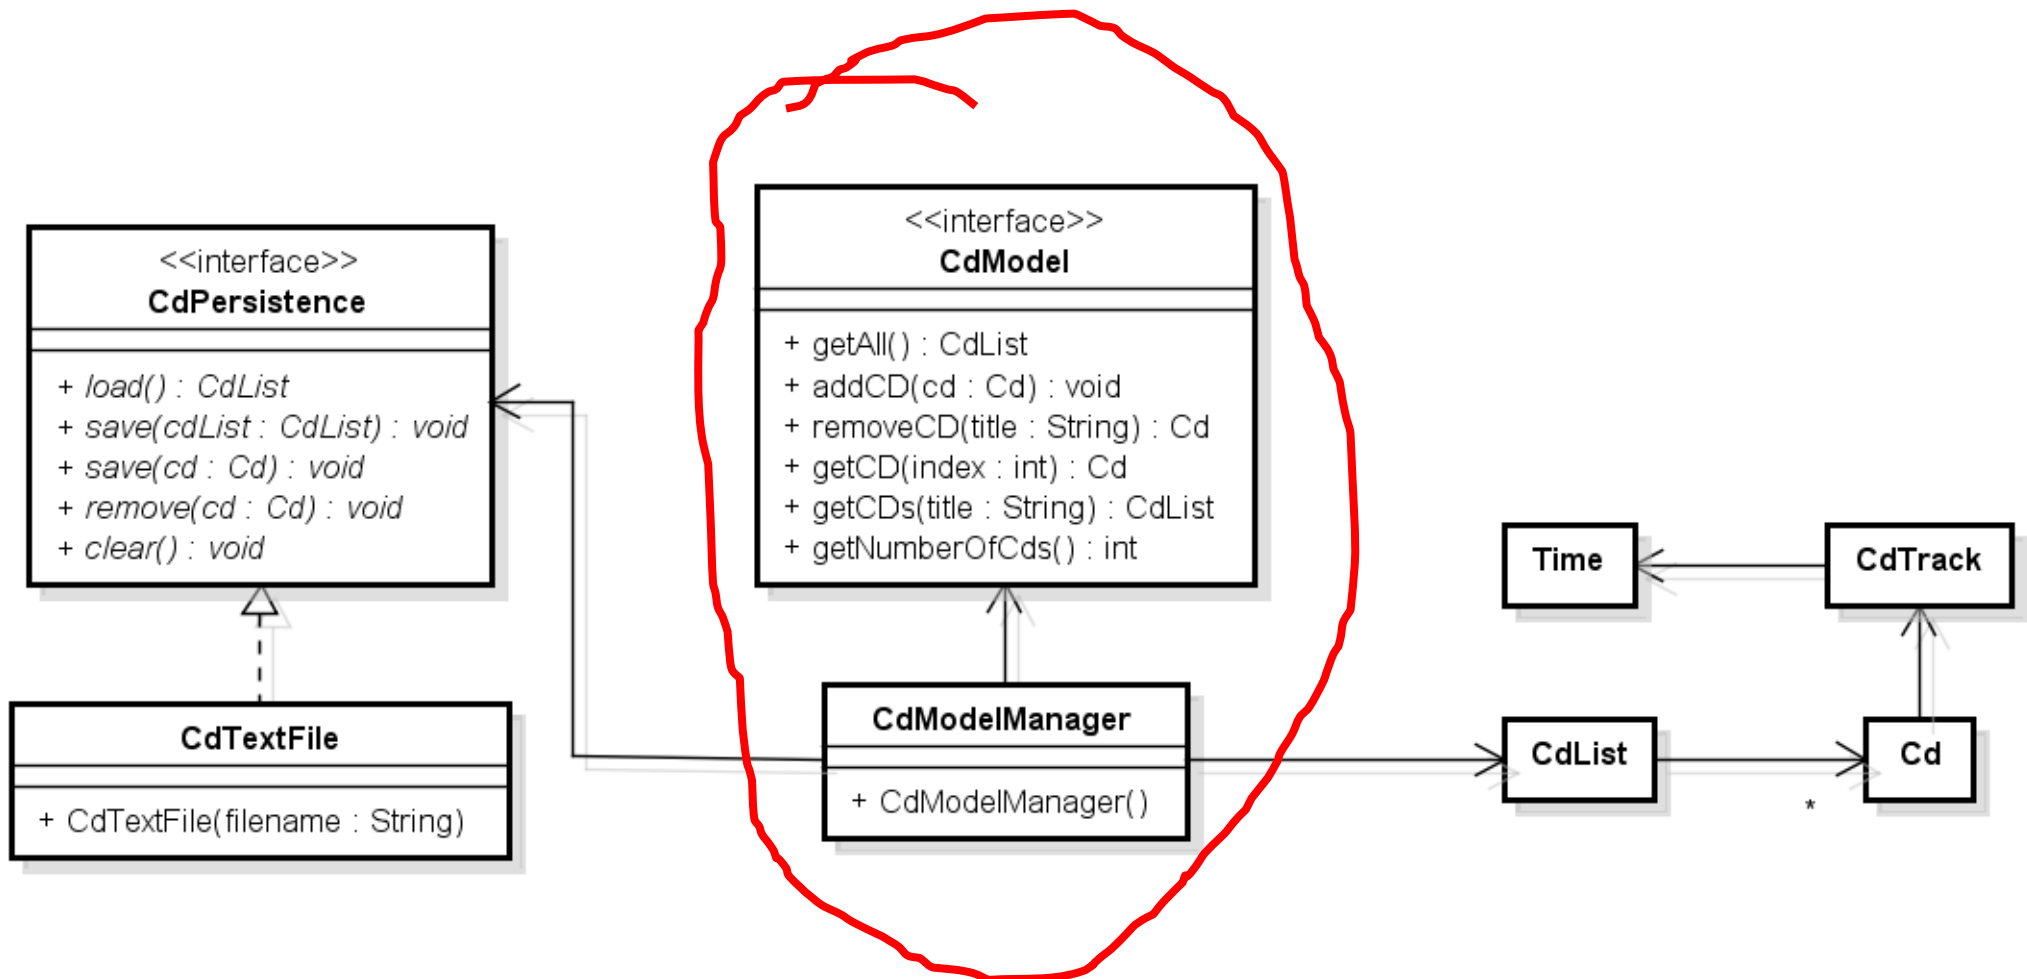 <<interface>>
CdPersistence
+ load() : CdList
+ save(cdList : CdList) : void
+ save(cd : Cd) : void
+ remove(cd : Cd) : void
+ clear() : void
CdTextFile
+ CdTextFile(filename : String)
<<interface>>
CdModel
+ getAll() : CdList
+ addCD(cd : Cd) : void
+ removeCD(title : String) : Cd
+ getCD(index : int) : Cd
+ getCDs(title : String) : CdList
+ getNumberOfCds() : int
CdModelManager
+ CdModelManager()
Time
CdTrack
CdList
*
Cd